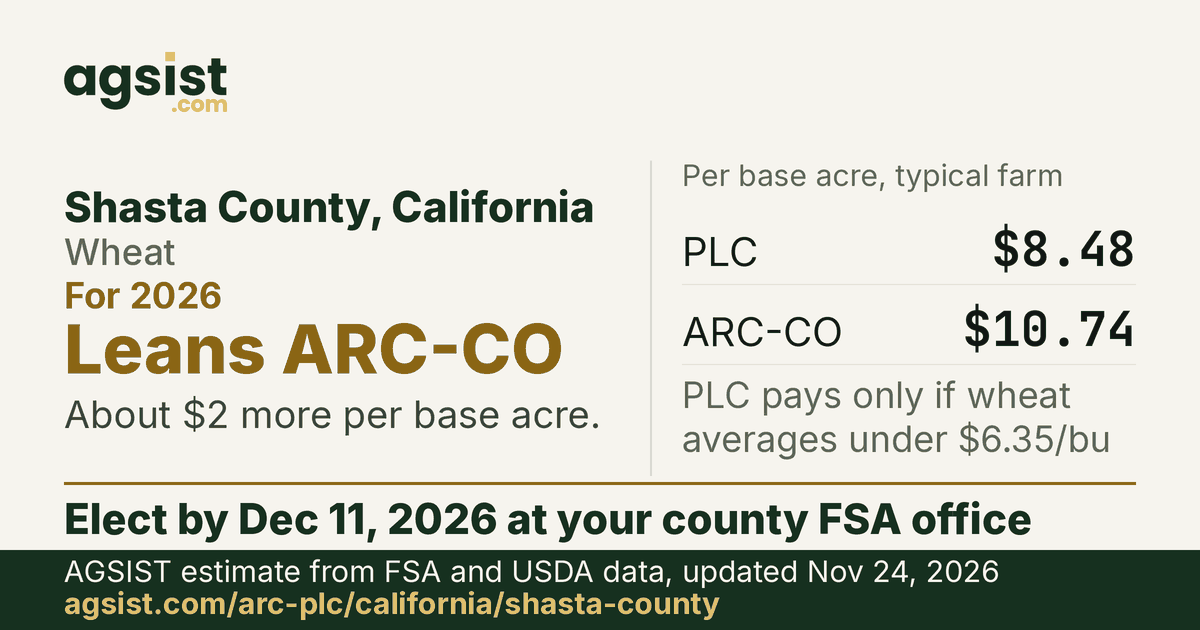 agsist
.com
Shasta County, California
Wheat
For 2026
Leans ARC-CO
About $2 more per base acre.
Per base acre, typical farm
PLC $8.48
ARC-CO $10.74
PLC pays only if wheat
averages under $6.35/bu
Elect by Dec 11, 2026 at your county FSA office
AGSIST estimate from FSA and USDA data, updated Nov 24, 2026
agsist.com/arc-plc/california/shasta-county